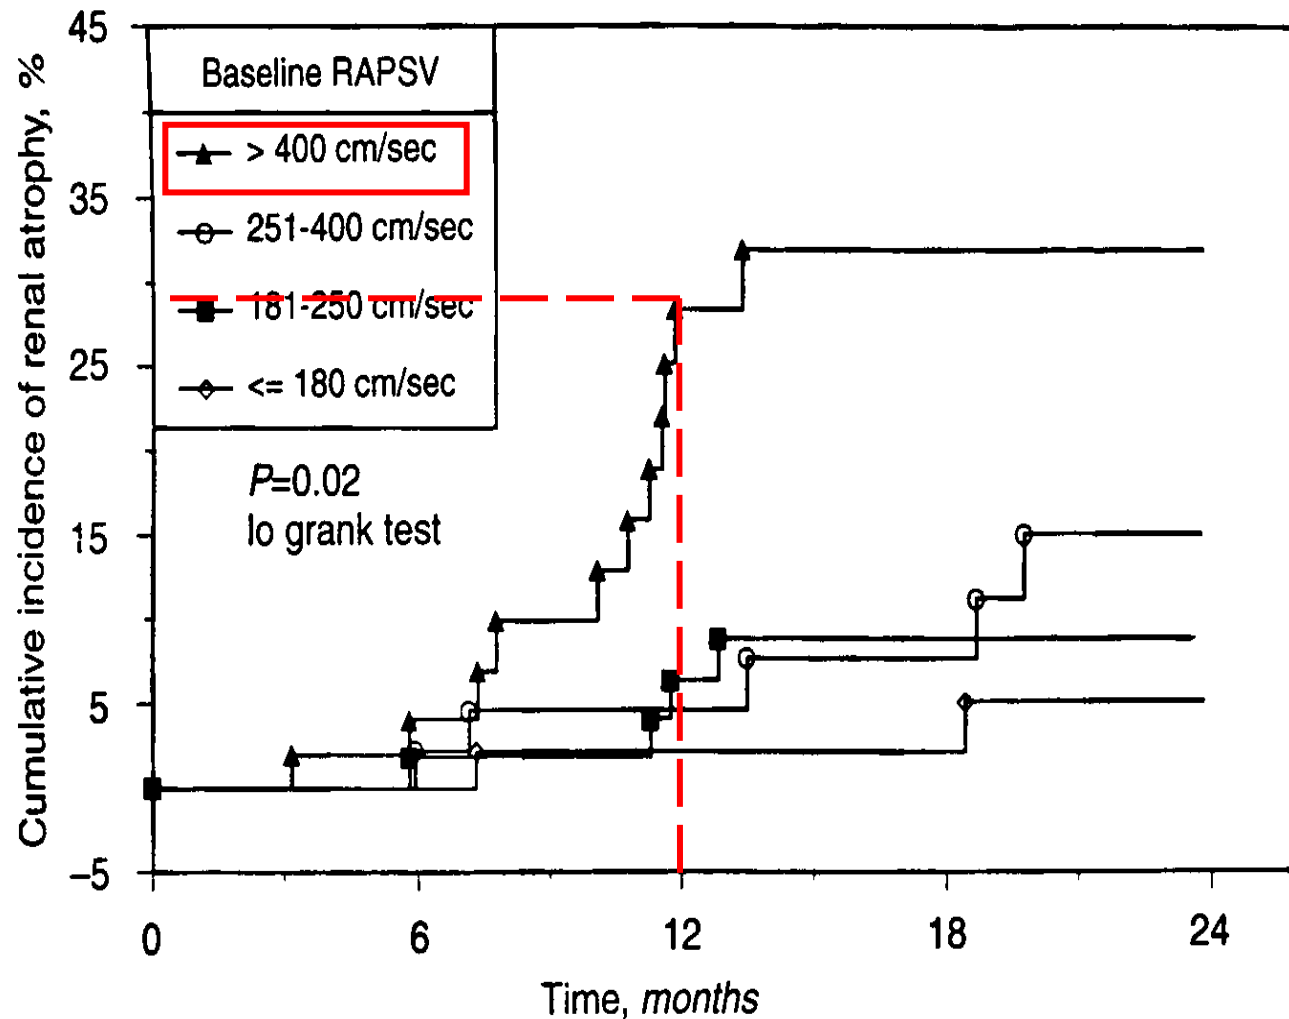 Cumulative incidence of renal atrophy, %
45
35
25
15
5
–5
Baseline RAPSV
> 400 cm/sec
251-400 cm/sec
181-250 cm/sec
<= 180 cm/sec
P=0.02
lo grank test
0 6 12 18 24
Time, months